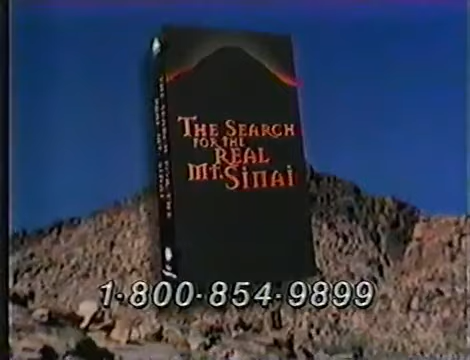 THE SEARCH
FOR THE
REAL
MT. SINAI
1-800-854-9899